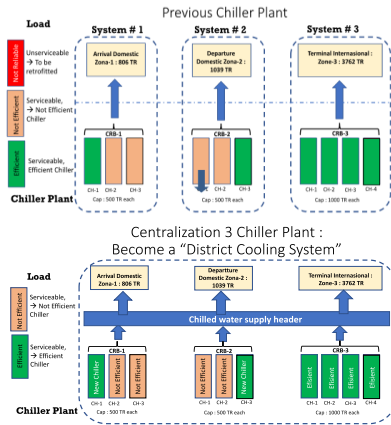 Previous Chiller Plant
Load
System # 1
System # 2
System # 3
Not Reliable
Unserviceable
→ To be
retrofitted
Arrival Domestic
Zona-1 : 806 TR
Departure
Domestic Zona-2 :
1039 TR
Terminal Internasional :
Zona-3 : 3762 TR
Not Efficient
Serviceable,
→ Not Efficient
Chiller
Efficient
Serviceable,
Efficient Chiller
CRB-1
CRB-2
CRB-3
CH-1
CH-2
CH-3
CH-3
CH-1
CH-2
CH-3
CH-4
Chiller Plant
Cap : 500 TR each
Cap : 500 TR each
Cap : 1000 TR each
Centralization 3 Chiller Plant :
Become a “District Cooling System”
Load
Arrival Domestic
Zona-1 : 806 TR
Departure
Domestic Zona-2 :
1039 TR
Terminal Internasional :
Zona-3 : 3762 TR
Not Efficient
Serviceable,
→ Not Efficient
Chiller
Chilled water supply header
Efficient
Serviceable,
→ Efficient
Chiller
CRB-1
CRB-2
CRB-3
New Chiller
Not Efficient
Not Efficient
Not Efficient
Not Efficient
New Chiller
Efisient
Efisient
Efisient
Efisient
CH-1
CH-2
CH-3
CH-1
CH-2
CH-3
CH-1
CH-2
CH-3
CH-4
Chiller Plant
Cap : 500 TR each
Cap : 500 TR each
Cap : 1000 TR each